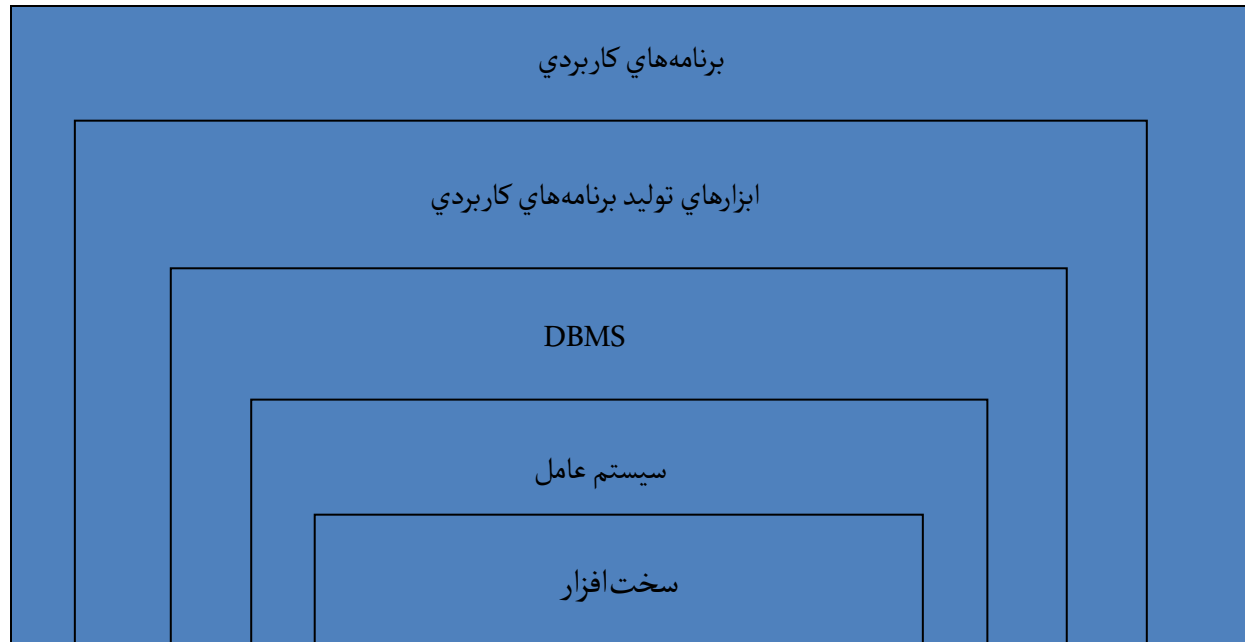 برنامه‌هاي كاربردي
ابزارهاي توليد برنامه‌هاي كاربردي
DBMS
سيستم عامل
سخت‌افزار